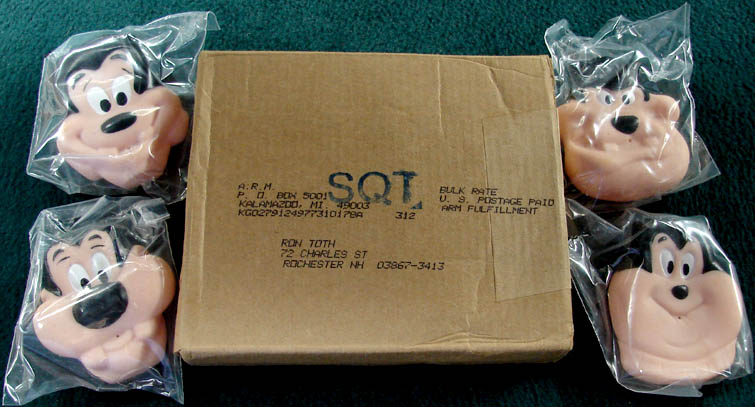 SQT
A.R.M.
P. O. BOX 5001
KALAMAZOO, MI 49003
KG0279124977310178A 312
BULK RATE
U. S. POSTAGE PAID
ARM FULFILLMENT
RON TOTH
72 CHARLES ST
ROCHESTER NH 03867-3413